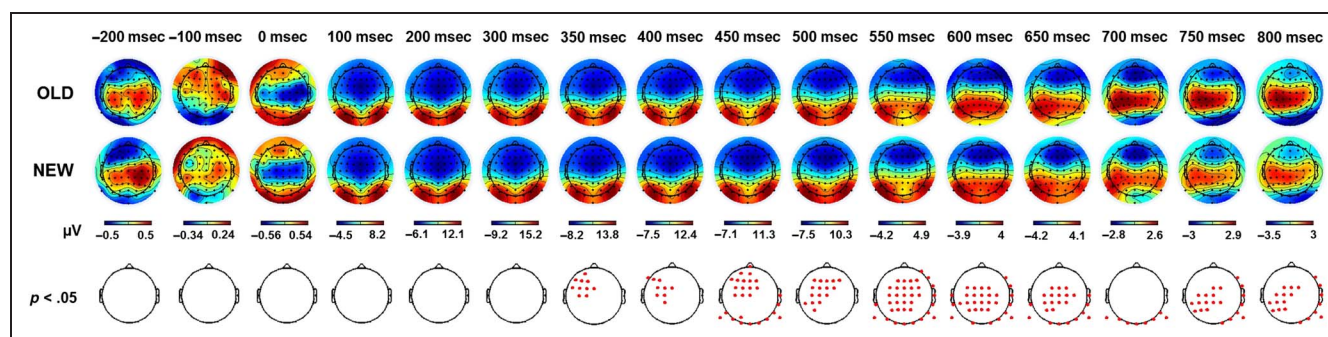 −200 msec −100 msec 0 msec 100 msec 200 msec 300 msec 350 msec 400 msec 450 msec 500 msec 550 msec 600 msec 650 msec 700 msec 750 msec 800 msec
OLD
NEW
µV
−0.5 0.5 −0.34 0.24 −0.56 0.54 −4.5 8.2 −6.1 12.1 −9.2 15.2 −8.2 13.8 −7.5 12.4 −7.1 11.3 −7.5 10.3 −4.2 4.9 −3.9 4 −4.2 4.1 −2.8 2.6 −3 2.9 −3.5 3
p < .05